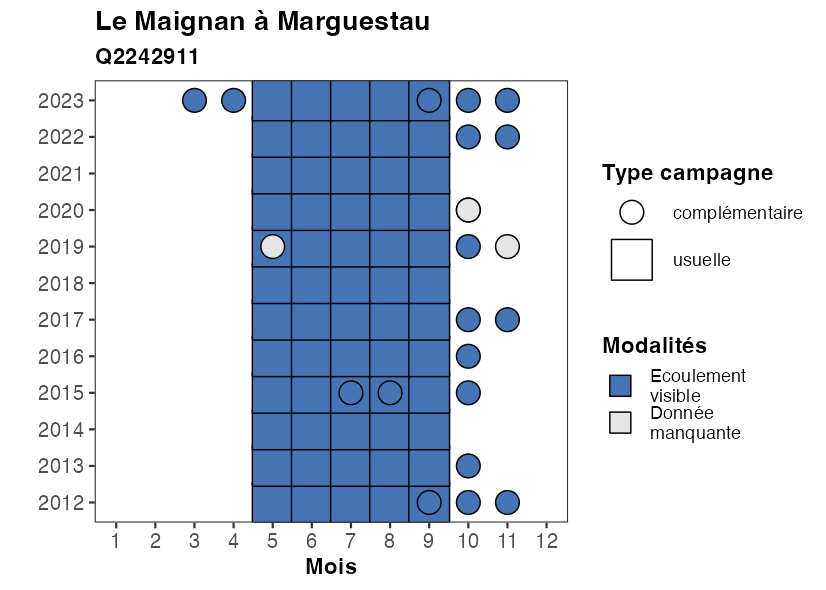 Le Maignan à Marguestau
Q2242911
2023
2022
2021
2020
2019
2018
2017
2016
2015
2014
2013
2012
1 2 3 4 5 6 7 8 9 10 11 12
Mois
Type campagne
complémentaire
usuelle
Modalités
Ecoulement
visible
Donnée
manquante